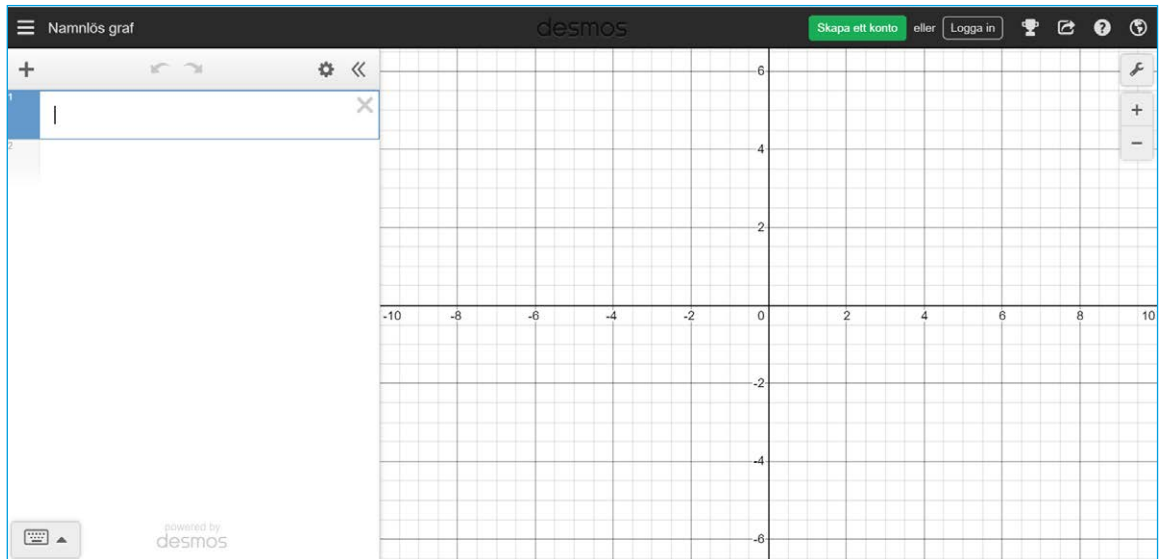 Namnlös graf
desmos
Skapa ett konto eller Logga in
1
2
powered by
desmos
6
4
2
-10 -8 -6 -4 -2 0 2 4 6 8 10
-2
-4
-6